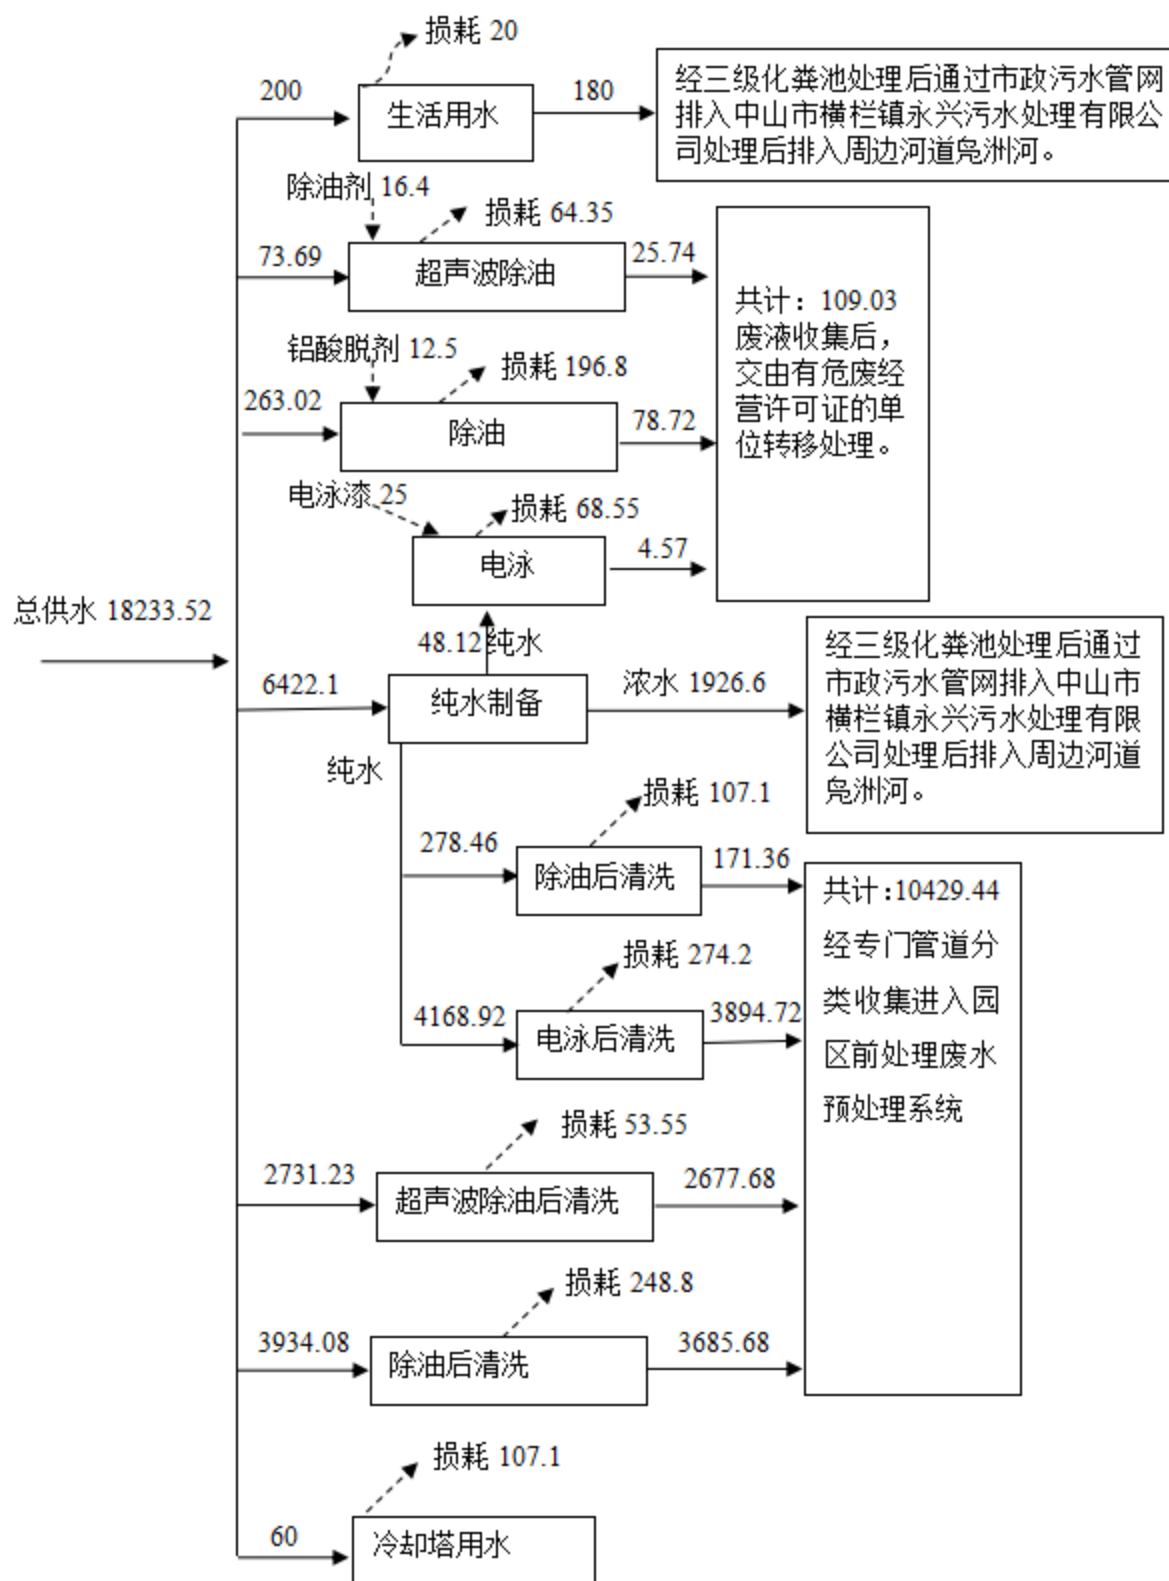 损耗 20
200
生活用水
180
经三级化粪池处理后通过市政污水管网
排入中山市横栏镇永兴污水处理有限公
司处理后排入周边河道凫洲河。
除油剂 16.4
损耗 64.35
73.69
超声波除油
25.74
共计：109.03
废液收集后，
交由有危废经
营许可证的单
位转移处理。
铝酸脱剂 12.5
损耗 196.8
263.02
除油
78.72
电泳漆 25
损耗 68.55
电泳
4.57
总供水 18233.52
48.12 纯水
6422.1
纯水制备
浓水 1926.6
经三级化粪池处理后通过
市政污水管网排入中山市
横栏镇永兴污水处理有限
公司处理后排入周边河道
凫洲河。
纯水
损耗 107.1
278.46
除油后清洗
171.36
共计:10429.44
经专门管道分
类收集进入园
区前处理废水
预处理系统
损耗 274.2
4168.92
电泳后清洗
3894.72
损耗 53.55
2731.23
超声波除油后清洗
2677.68
损耗 248.8
3934.08
除油后清洗
3685.68
损耗 107.1
60
冷却塔用水